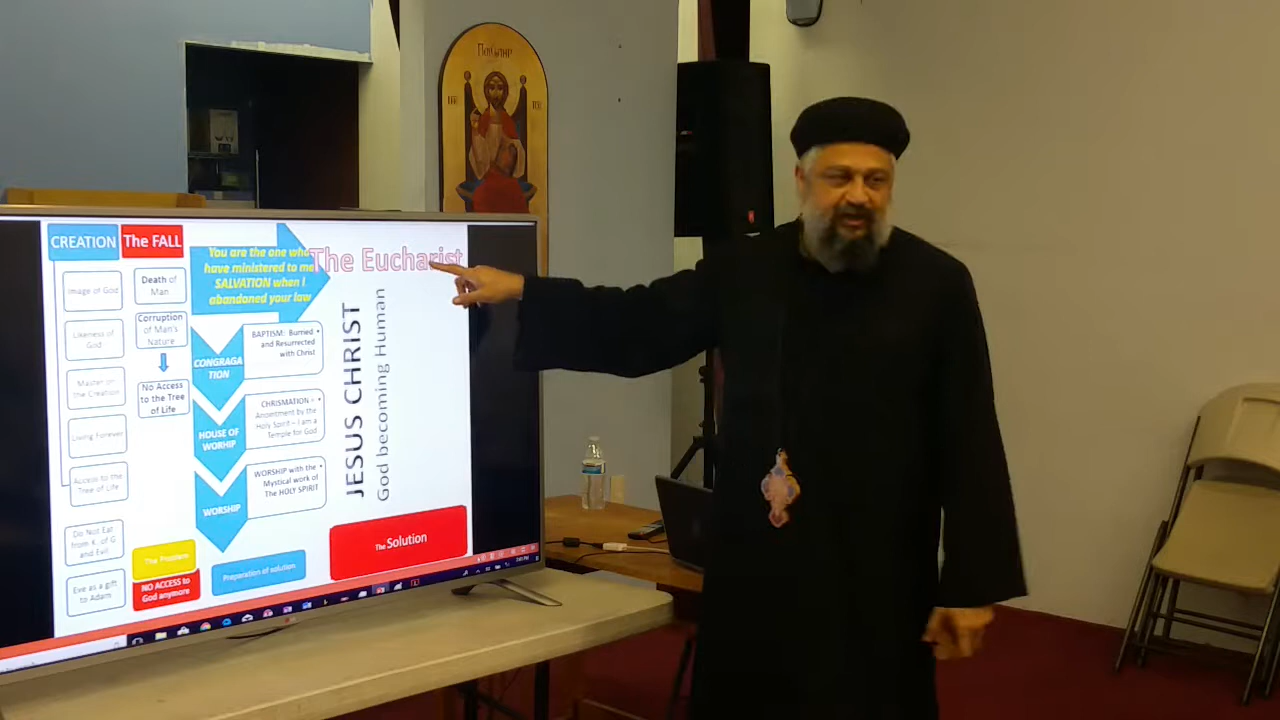 CREATION
The FALL
Image of God
Likeness of
God
Master on
the Creation
Living Forever
Access to the
Tree of Life
Do Not Eat
from K. of G
and Evil
Eve as a gift
to Adam
Death of
Man
Corruption
of Man's
Nature
No Access
to the Tree
of Life
The Problem
NO ACCESS to
God anymore
You are the one who
have ministered to me
SALVATION when I
abandoned your law
CONGRAGA
TION
HOUSE OF
WORHIP
WORSHIP
BAPTISM: Burried •
and Resurrected
with Christ
CHRISMATION - •
Anointment by the
Holy Spirit – I am a
Temple for God
WORSHIP with the •
Mystical work of
The HOLY SPIRIT
Preparation of solution
The Eucharist
JESUS CHRIST
God becoming Human
The Solution